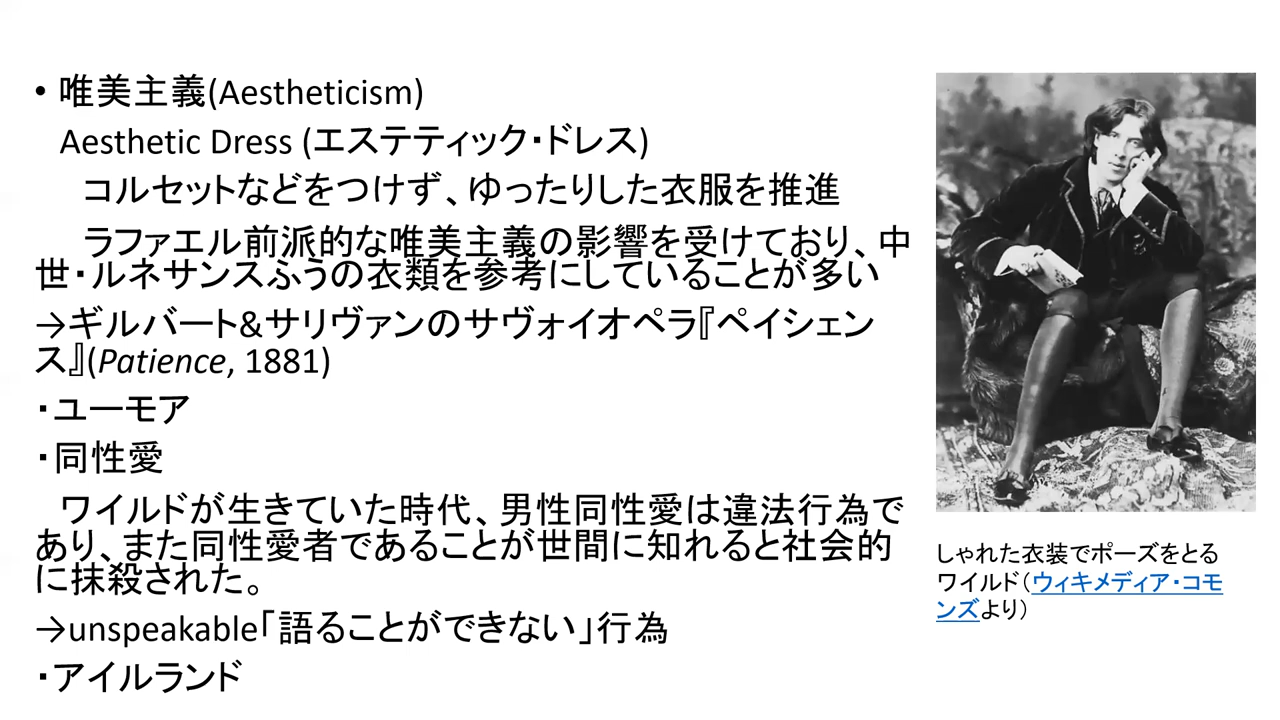 • 唯美主義(Aestheticism)
Aesthetic Dress (エステティック・ドレス)
コルセットなどをつけず、ゆったりした衣服を推進
ラファエル前派的な唯美主義の影響を受けており、中
世・ルネサンスふうの衣類を参考にしていることが多い
→ギルバート&サリヴァンのサヴォイオペラ『ペイシェン
ス』(Patience, 1881)
・ユーモア
・同性愛
ワイルドが生きていた時代、男性同性愛は違法行為で
あり、また同性愛者であることが世間に知れると社会的
に抹殺された。
→unspeakable「語ることができない」行為
・アイルランド
しゃれた衣装でポーズをとる
ワイルド(ウィキメディア・コモ
ンズより)